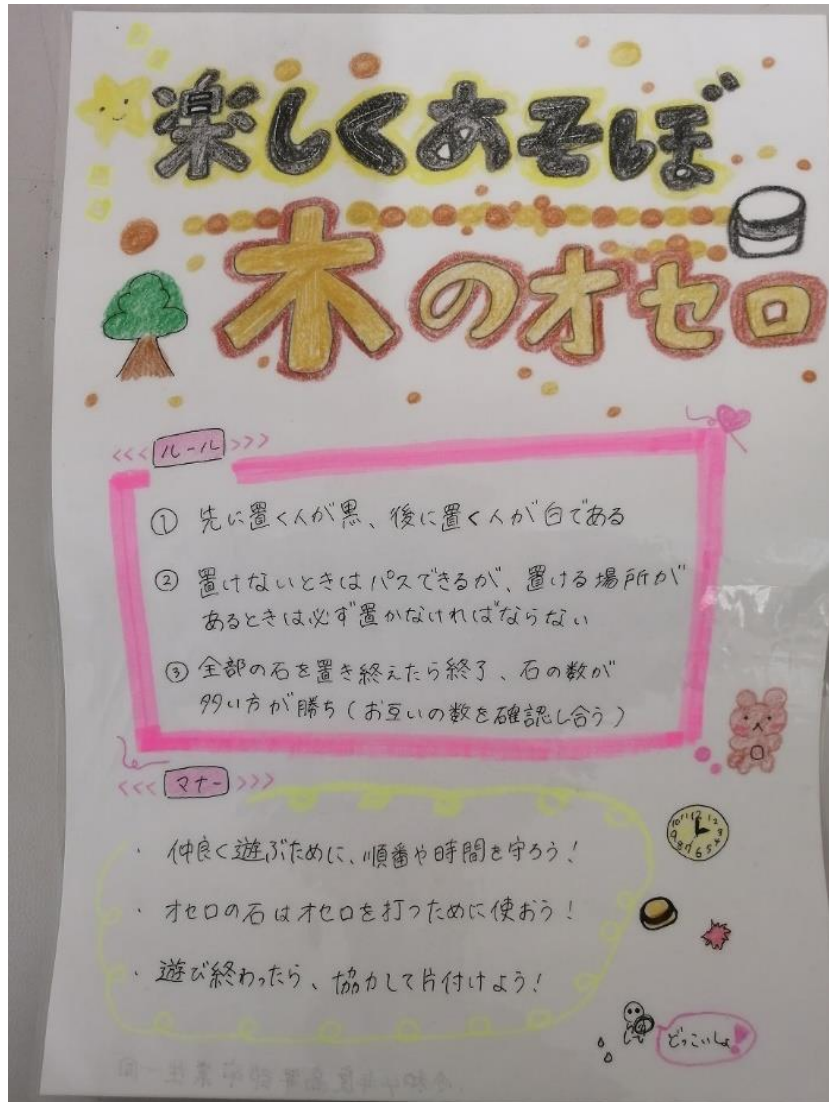 楽しくあそぼ
木のオセロ
<<< ルール >>>
① 先に置く人が黒、後に置く人が白である
② 置けないときはパスできるが、置ける場所が
あるときは必ず置かなければならない
③ 全部の石を置き終えたら終了、石の数が
多い方が勝ち(お互いの数を確認し合う)
<<< マナー >>>
・ 仲良く遊ぶために、順番や時間を守ろう!
・ オセロの石はオセロを打つために使おう!
・ 遊び終わったら、協力して片付けよう!
どっこいしょ